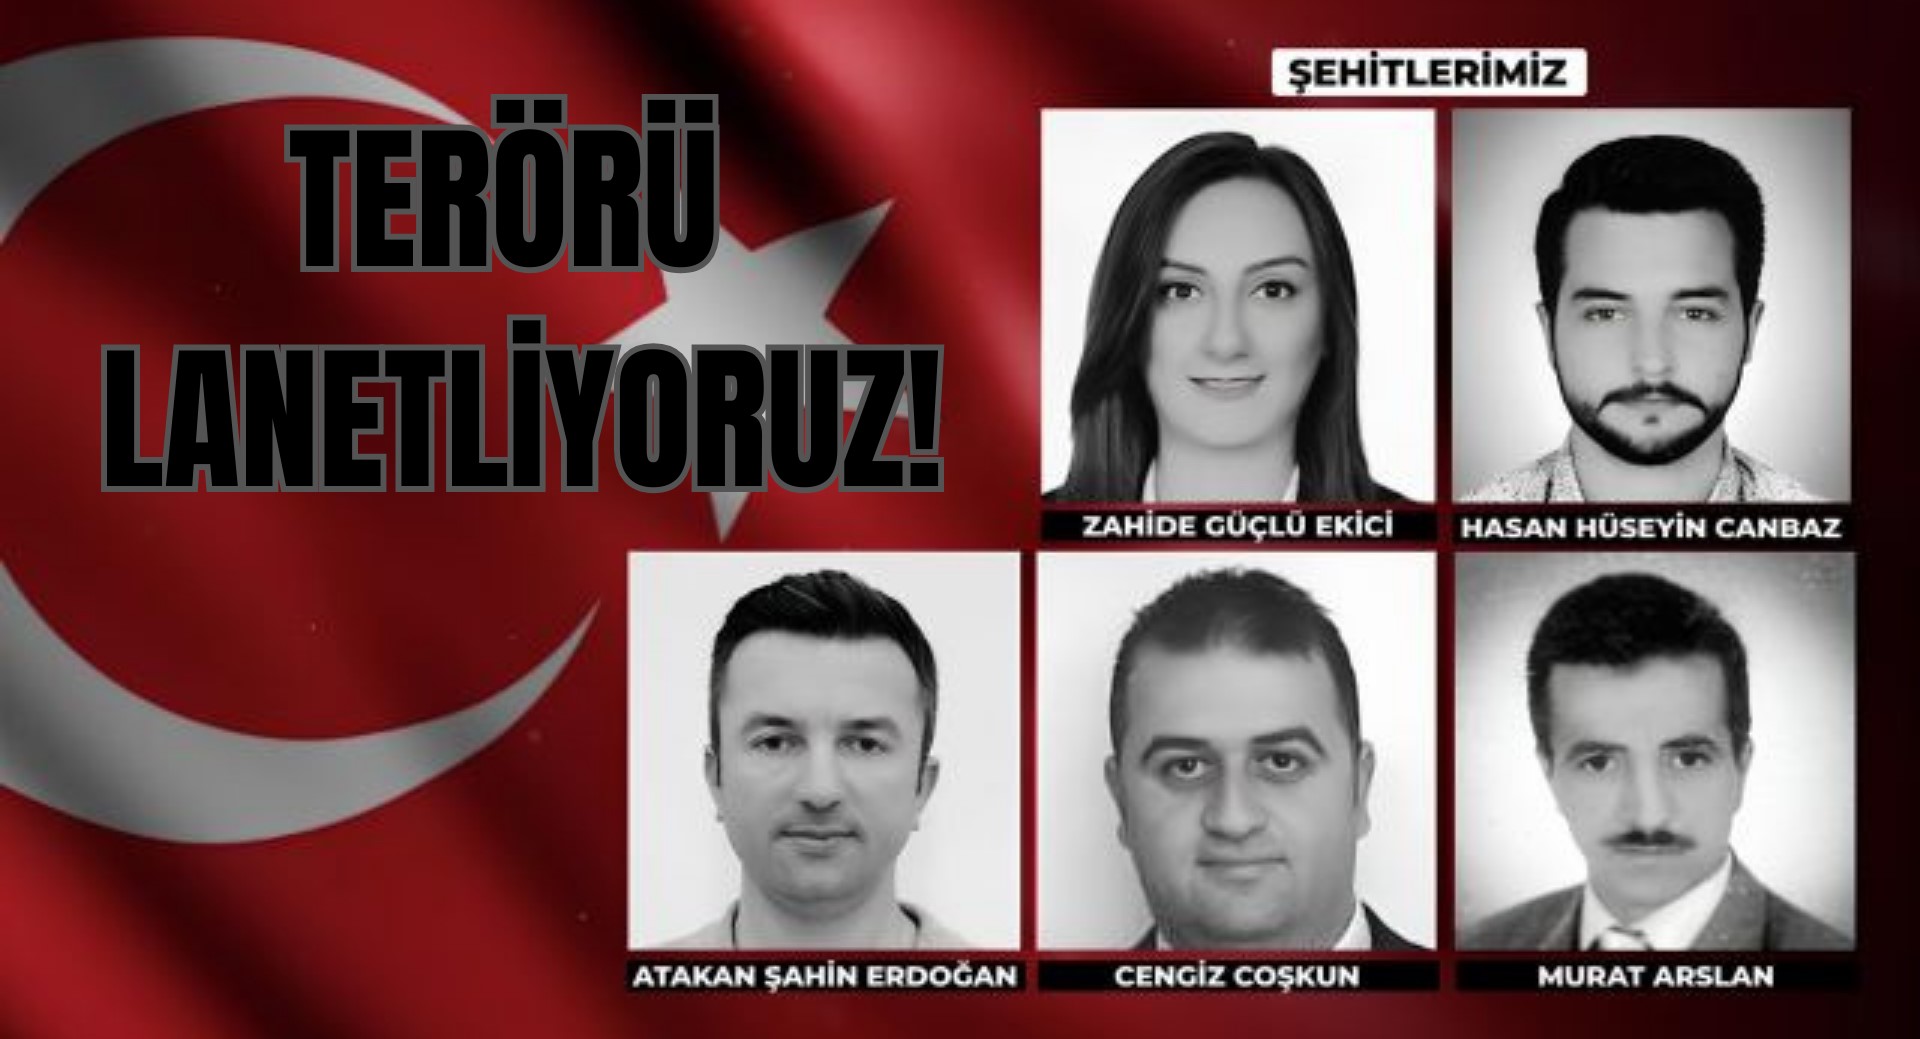 TERÖRÜ
LANETLİYORUZ!
ŞEHİTLERİMİZ
ZAHİDE GÜÇLÜ EKİCİ
HASAN HÜSEYİN CANBAZ
ATAKAN ŞAHİN ERDOĞAN
CENGİZ COŞKUN
MURAT ARSLAN